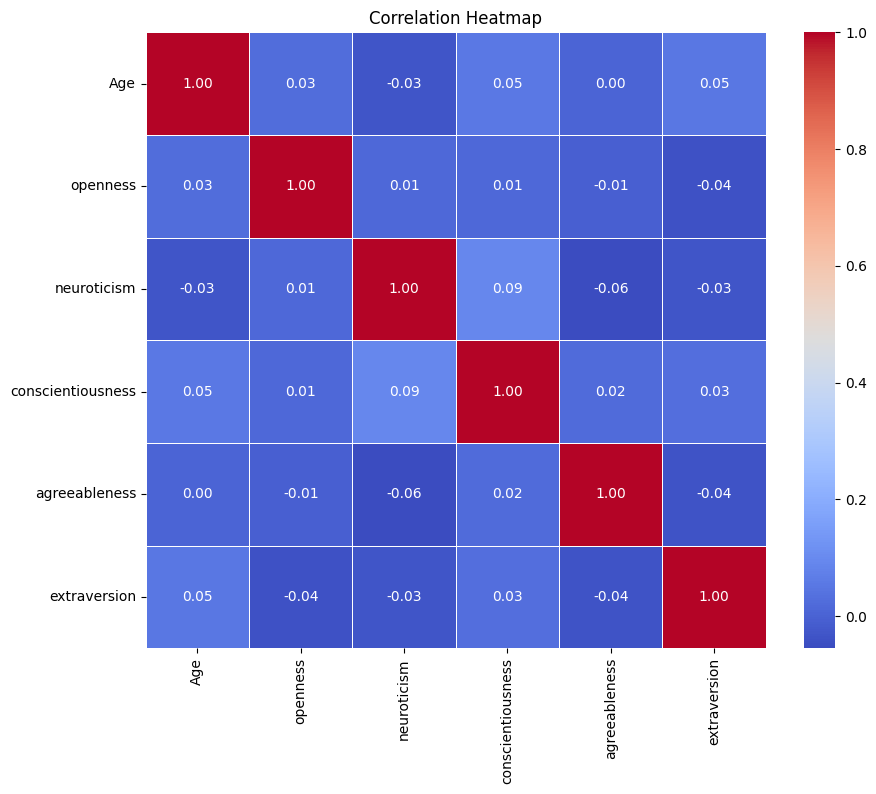 Correlation Heatmap
Age 1.00 0.03 -0.03 0.05 0.00 0.05
openness 0.03 1.00 0.01 0.01 -0.01 -0.04
neuroticism -0.03 0.01 1.00 0.09 -0.06 -0.03
conscientiousness 0.05 0.01 0.09 1.00 0.02 0.03
agreeableness 0.00 -0.01 -0.06 0.02 1.00 -0.04
extraversion 0.05 -0.04 -0.03 0.03 -0.04 1.00
Age
openness
neuroticism
conscientiousness
agreeableness
extraversion
1.0
0.8
0.6
0.4
0.2
0.0